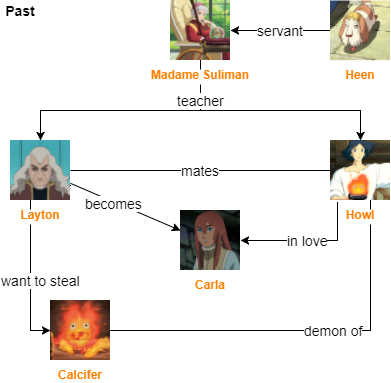 Past
servant
Madame Suliman
Heen
teacher
mates
Layton
becomes
Howl
in love
Carla
want to steal
demon of
Calcifer